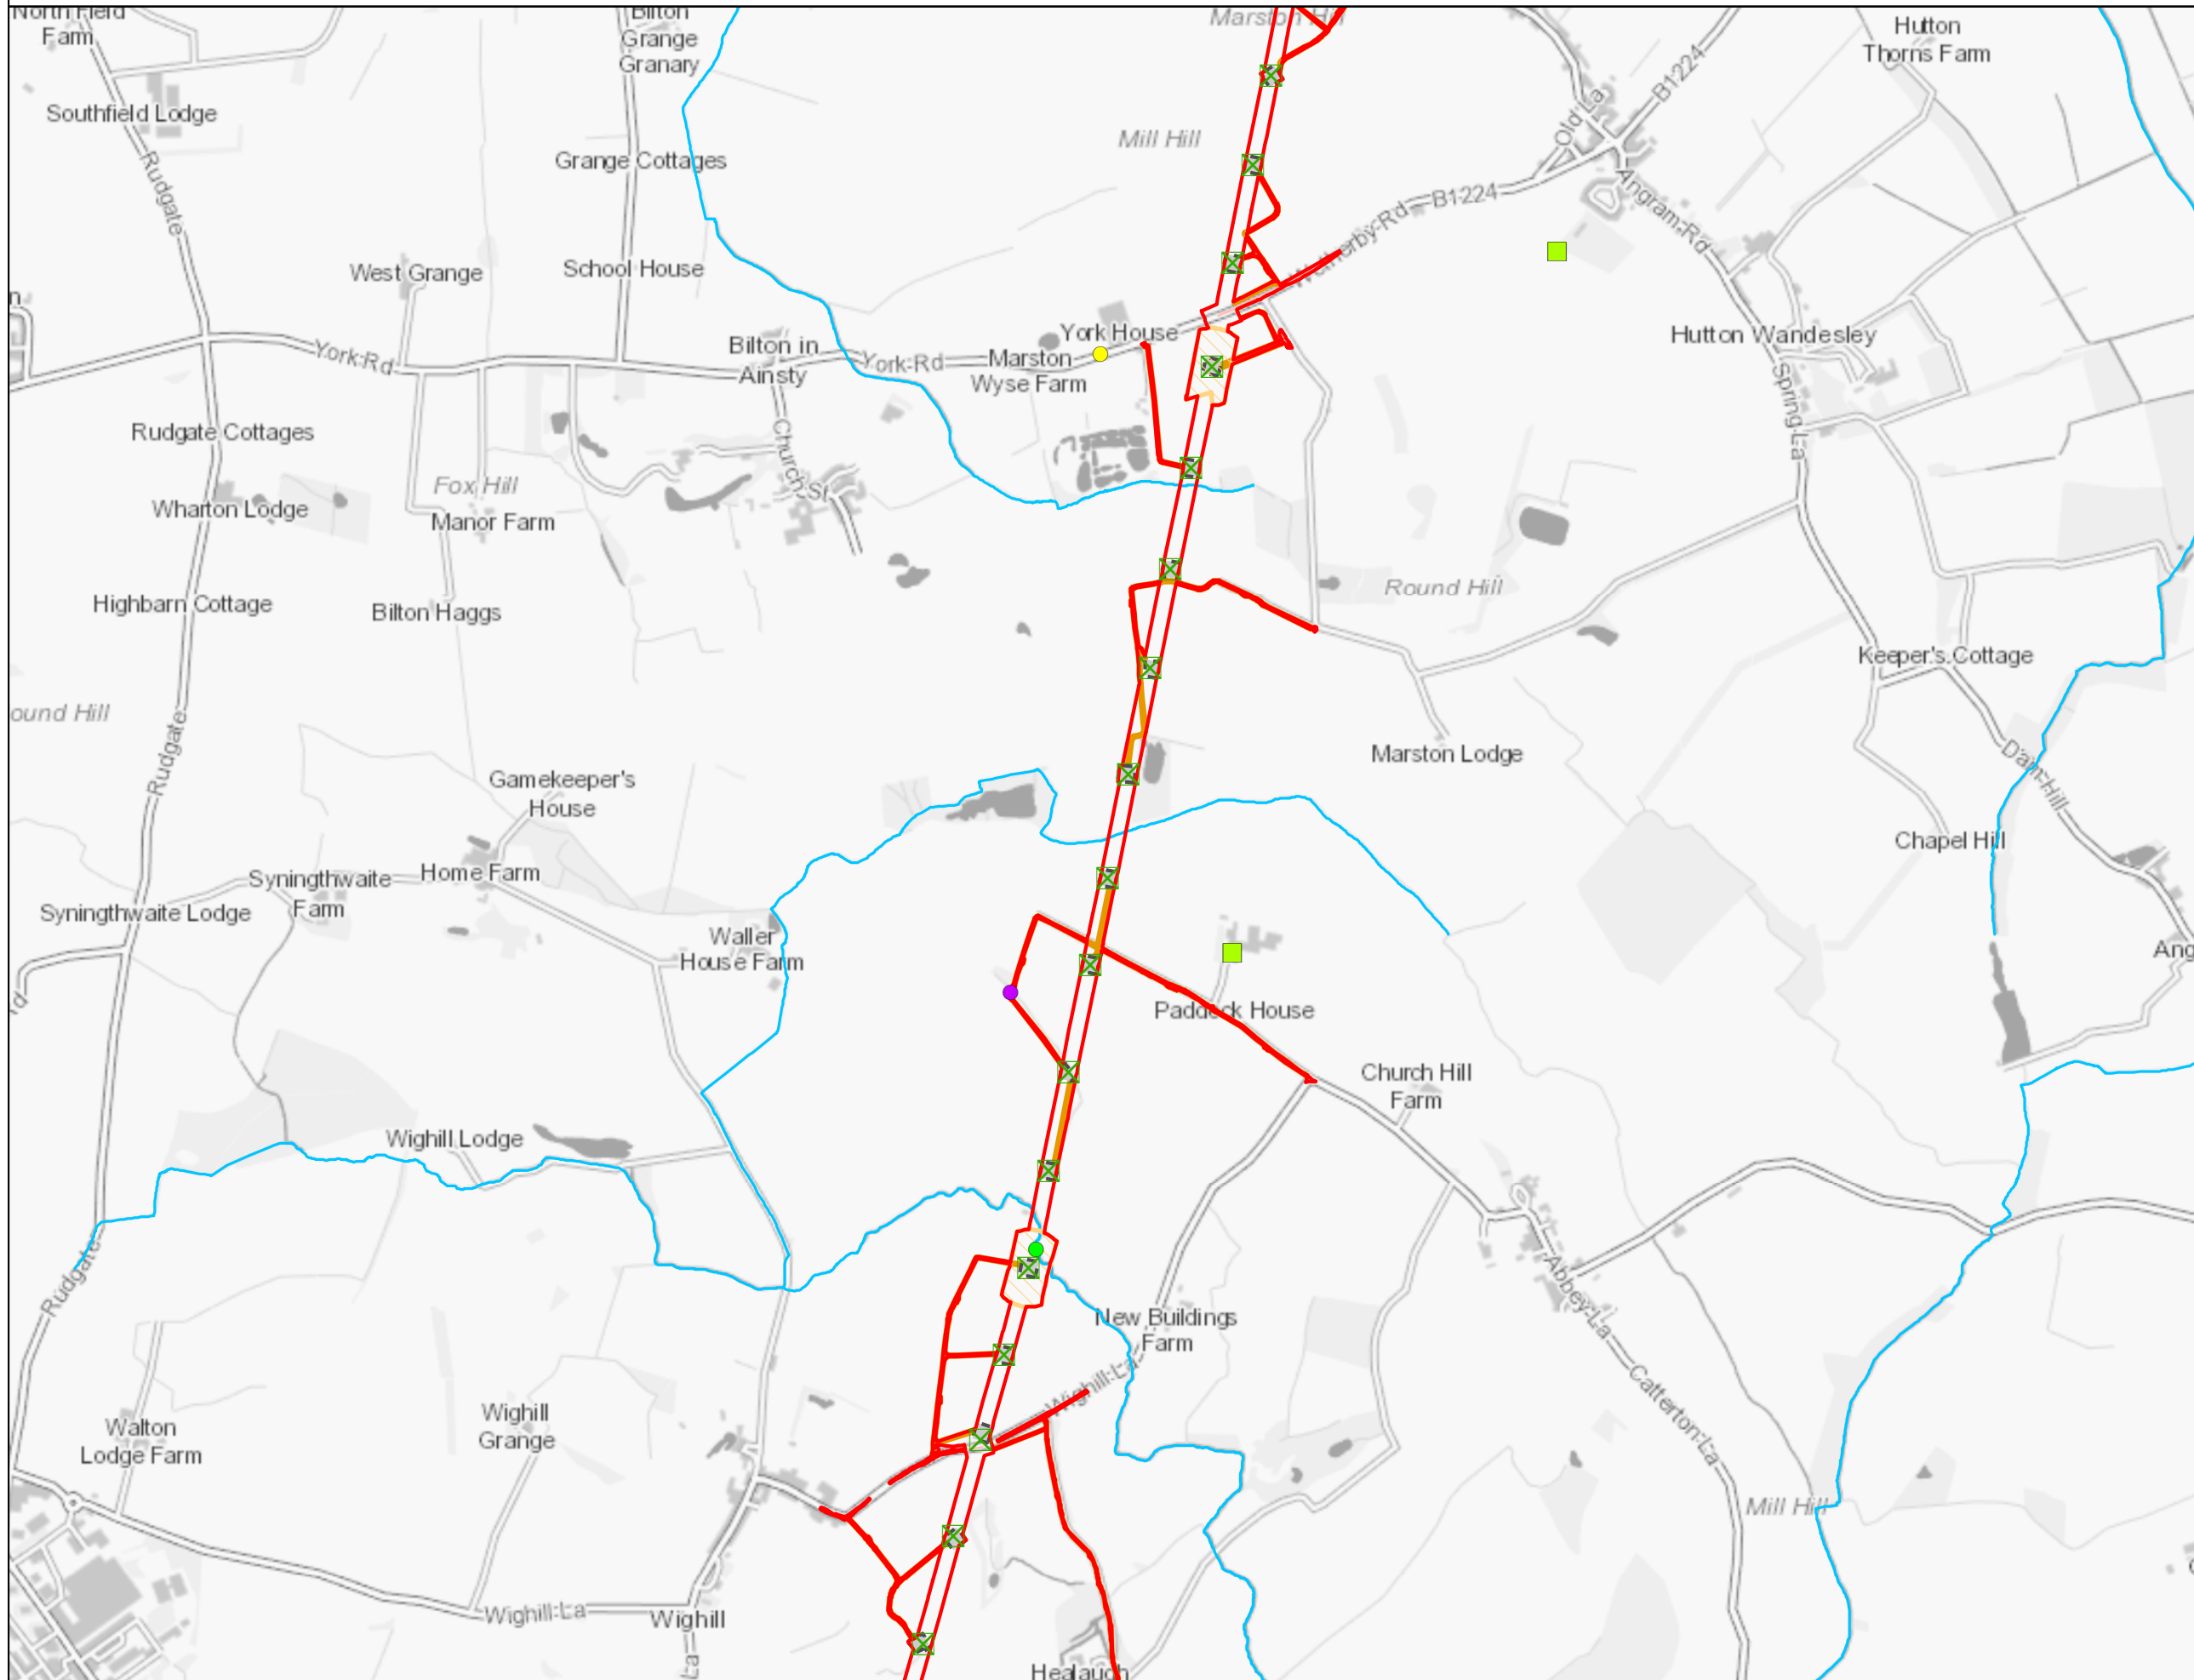 North Field
Farm
Bilton
Grange
Granary
Marston Hill
Hutton
Thorns Farm
B1224
Old La
Southfield Lodge
Mill Hill
Rudgate
Grange Cottages
Angram Rd
B1224
Wetherby Rd
West Grange
School House
York House
Hutton Wandesley
York Rd
Bilton in
Ainsty
York Rd
Marston
Wyse Farm
Spring La
Rudgate Cottages
Church St
Fox Hill
Wharton Lodge
Manor Farm
Round Hill
Highbarn Cottage
Bilton Haggs
Keeper's Cottage
ound Hill
Rudgate
Marston Lodge
Dam Hill
Gamekeeper's
House
Chapel Hill
Home Farm
Syningthwaite
Farm
Syningthwaite Lodge
Waller
House Farm
Ang
rd
Paddock House
Church Hill
Farm
Wighill Lodge
Rudgate
Abbey La
New Buildings
Farm
Wighill La
Catterton La
Walton
Lodge Farm
Wighill
Grange
Mill Hill
Wighill La
Wighill
La
Healaugh